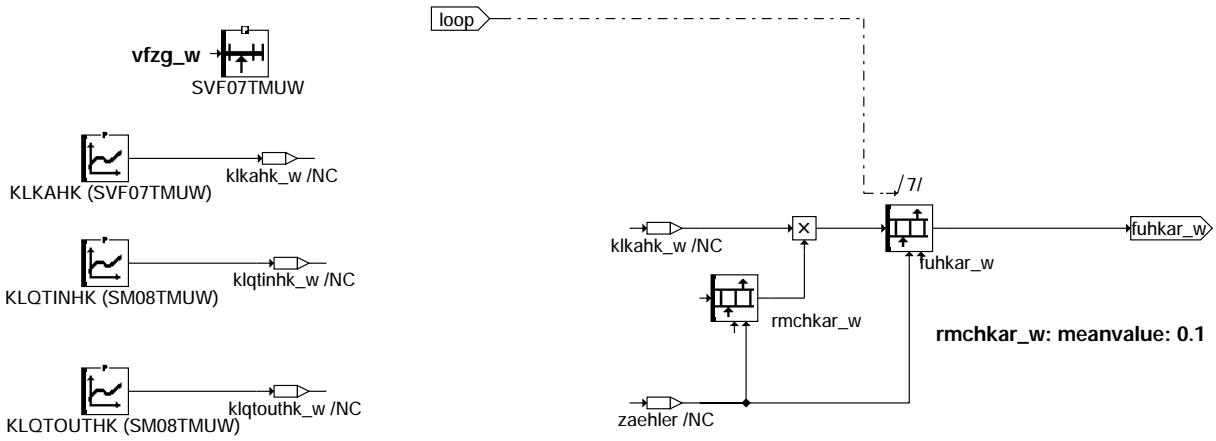 loop
vfzg_w
P
SVF07TMUW
P
klkahk_w /NC
KLKAHK (SVF07TMUW)
/ 7/
klkahk_w /NC
×
fuhkar_w
fuhkar_w
P
klqtinhk_w /NC
KLQTINHK (SM08TMUW)
rmchkar_w
rmchkar_w: meanvalue: 0.1
P
klqtouthk_w /NC
KLQTOUTHK (SM08TMUW)
zaehler /NC